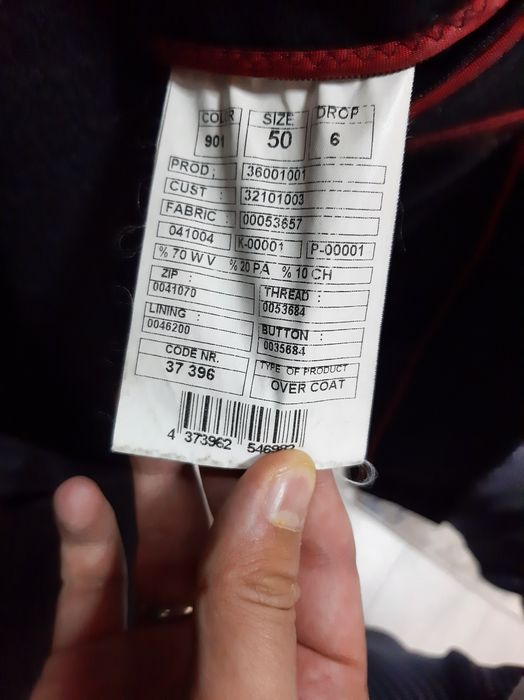 COLR SIZE DROP
901 50 6
PROD: 36001001
CUST : 32101003
FABRIC : 00053657
041004 K-00001 P-00001
% 70 WV % 20 PA % 10 CH
ZIP : THREAD :
0041070 0053684
LINING : BUTTON :
0046200 0035684
CODE NR. TYPE OF PRODUCT
37 396 OVER COAT
4 373962